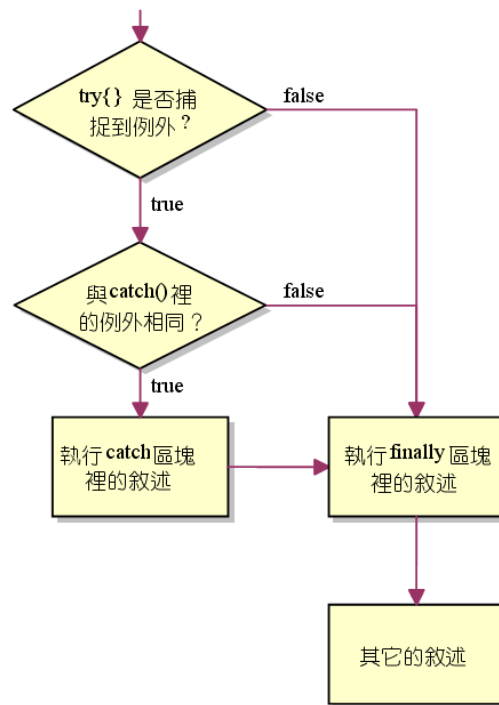 try{} 是否捕
捉到例外?
false
true
與catch()裡
的例外相同?
false
true
執行catch區塊
裡的敘述
執行finally區塊
裡的敘述
其它的敘述